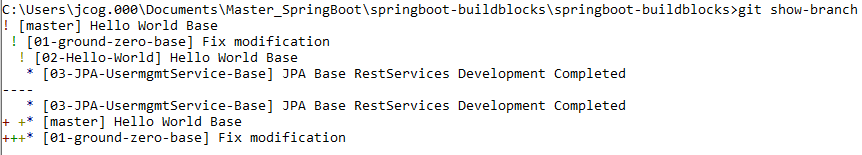 C:\Users\jcog.000\Documents\Master_SpringBoot\springboot-buildblocks\springboot-buildblocks>git show-branch
! [master] Hello World Base
 ! [01-ground-zero-base] Fix modification
  ! [02-Hello-World] Hello World Base
   * [03-JPA-UsermgmtService-Base] JPA Base RestServices Development Completed
----
   * [03-JPA-UsermgmtService-Base] JPA Base RestServices Development Completed
+ +* [master] Hello World Base
+++* [01-ground-zero-base] Fix modification